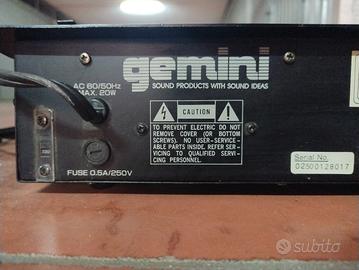 gemini
SOUND PRODUCTS WITH SOUND IDEAS
AC 60/50Hz
MAX. 20W
CAUTION
TO PREVENT ELECTRIC DO NOT
REMOVE COVER (OR BOTTOM
SCREWS). NO USER-SERVICE-
ABLE PARTS INSIDE. REFER SER-
VICING TO QUALIFIED SERVI-
CING PERSONNEL.
FUSE 0.5A/250V
Serial No.
02500128017
subito